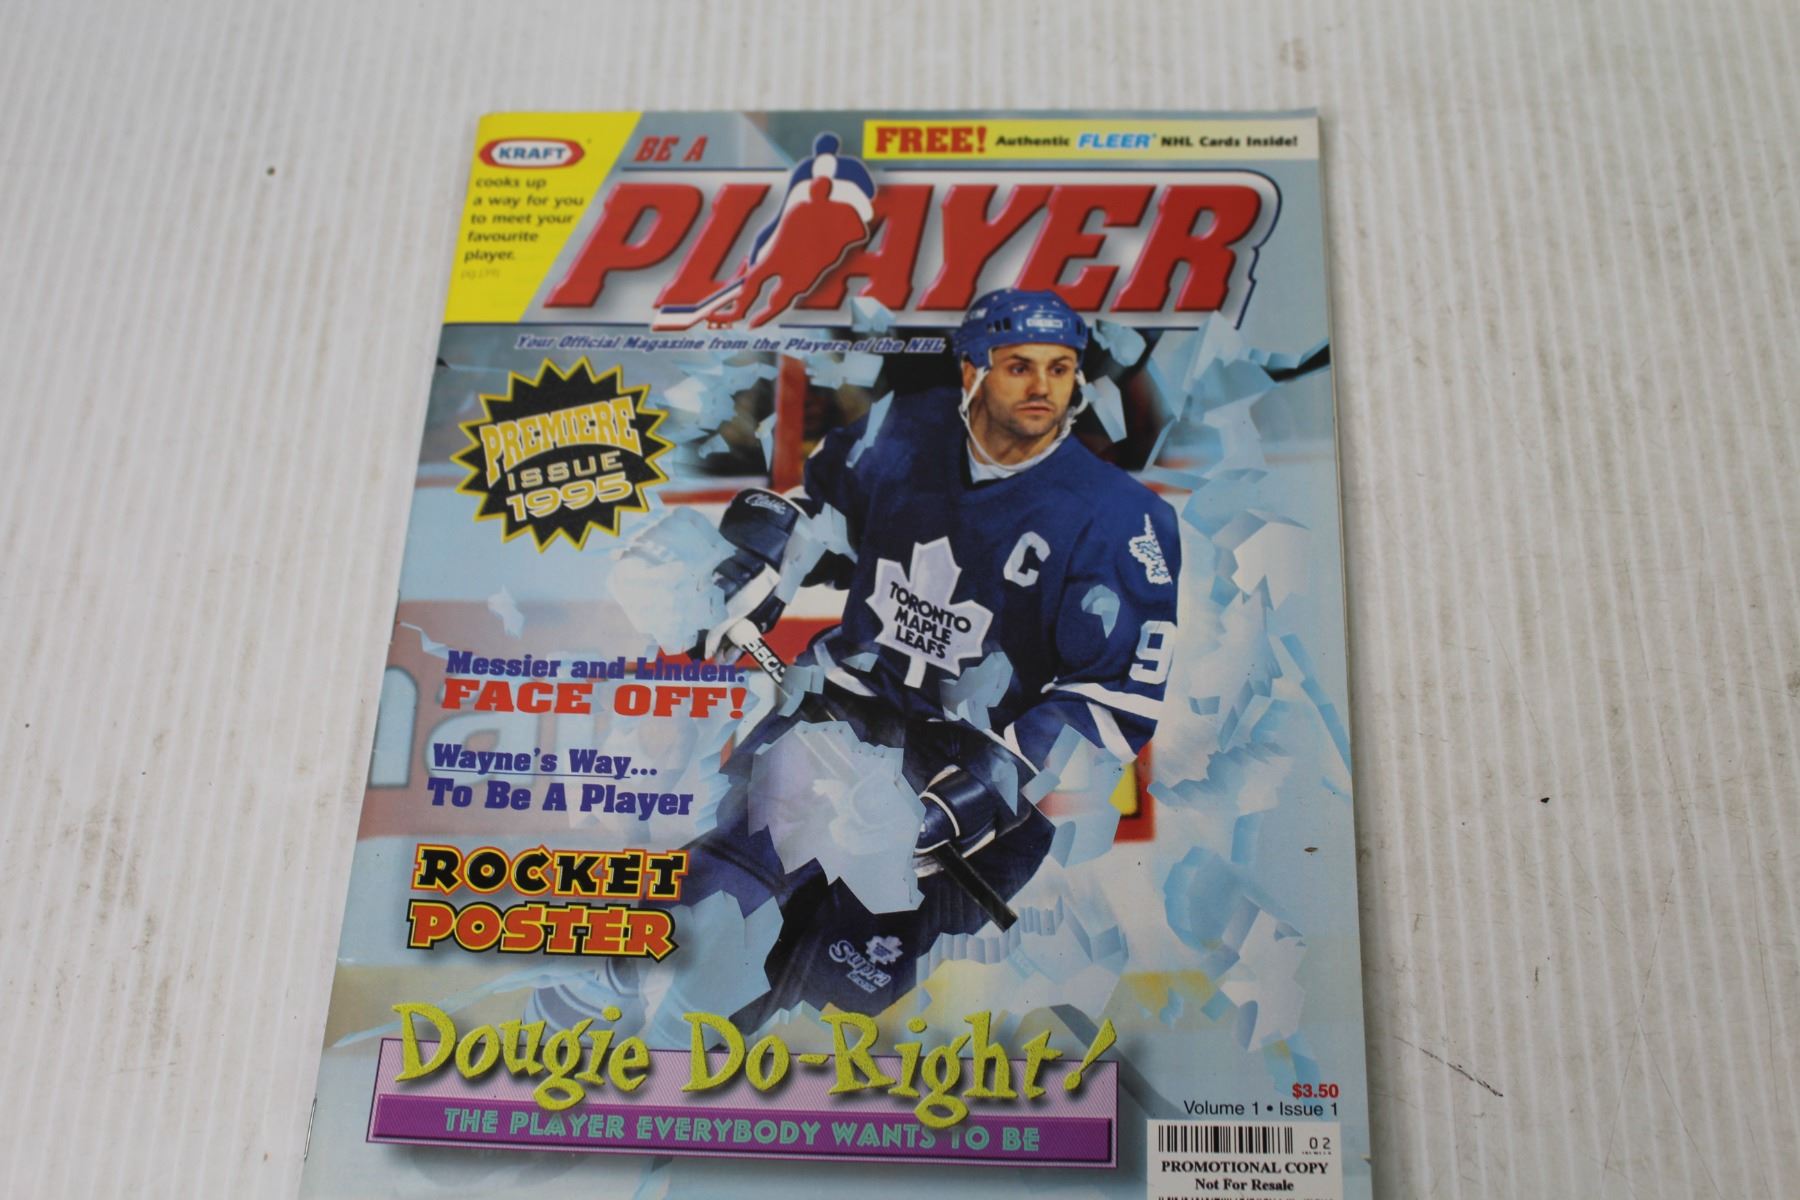 KRAFT
cooks up
a way for you
to meet your
favourite
player.
BE A
PLAYER
FREE! Authentic FLEER NHL Cards Inside!
Your Official Magazine from the Players of the NHL
PREMIERE
ISSUE
1995
Classic
C
TORONTO
MAPLE
LEAFS
9
Messier and Linden:
FACE OFF!
Wayne's Way...
To Be A Player
ROCKET
POSTER
Supra
Dougie Do-Right!
THE PLAYER EVERYBODY WANTS TO BE
$3.50
Volume 1 • Issue 1
02
PROMOTIONAL COPY
Not For Resale